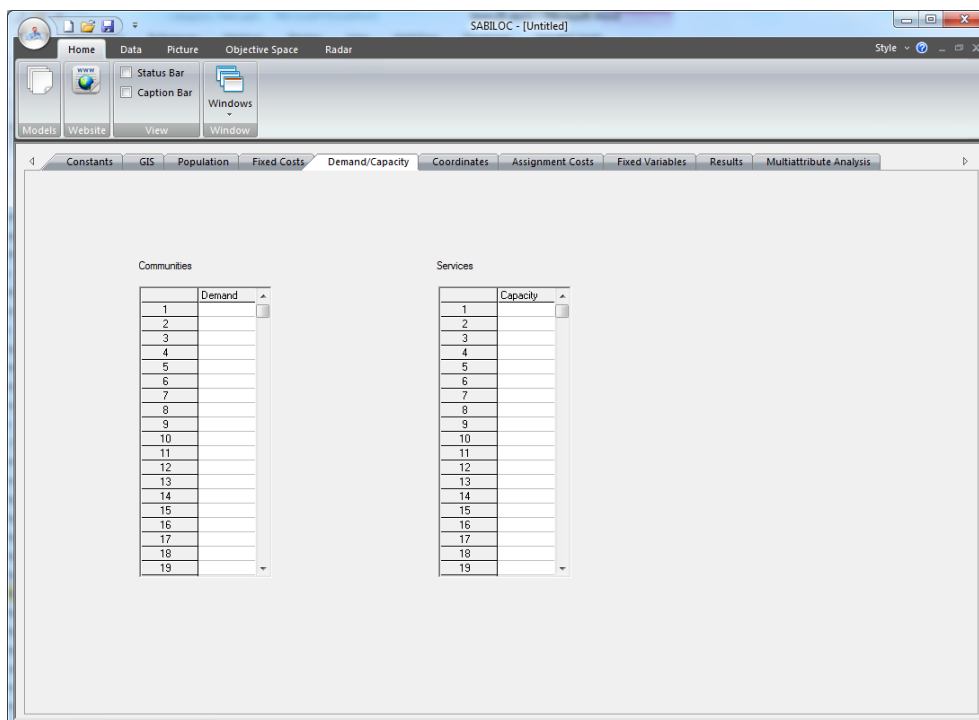 SABILOC - [Untitled]
Home Data Picture Objective Space Radar Style
WWW
Status Bar
Caption Bar
Windows
Models Website View Window
Constants GIS Population Fixed Costs Demand/Capacity Coordinates Assignment Costs Fixed Variables Results Multiattribute Analysis
Communities Services
Demand Capacity
1 1
2 2
3 3
4 4
5 5
6 6
7 7
8 8
9 9
10 10
11 11
12 12
13 13
14 14
15 15
16 16
17 17
18 18
19 19